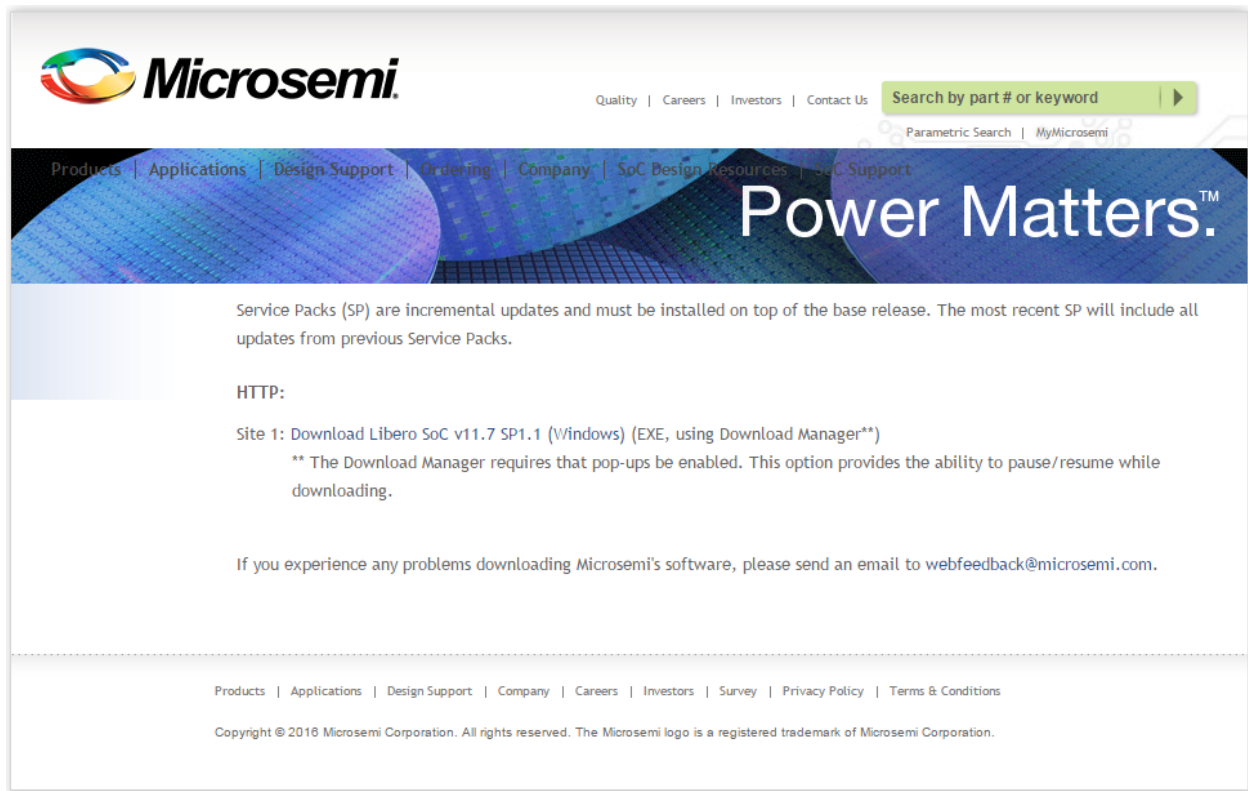 Microsemi.
Quality | Careers | Investors | Contact Us
Search by part # or keyword
Parametric Search | MyMicrosemi
Products | Applications | Design Support | Ordering | Company | SoC Design Resources | SoC Support
Power Matters.™
Service Packs (SP) are incremental updates and must be installed on top of the base release. The most recent SP will include all
updates from previous Service Packs.
HTTP:
Site 1: Download Libero SoC v11.7 SP1.1 (Windows) (EXE, using Download Manager**)
** The Download Manager requires that pop-ups be enabled. This option provides the ability to pause/resume while
downloading.
If you experience any problems downloading Microsemi's software, please send an email to webfeedback@microsemi.com.
Products | Applications | Design Support | Company | Careers | Investors | Survey | Privacy Policy | Terms & Conditions
Copyright © 2016 Microsemi Corporation. All rights reserved. The Microsemi logo is a registered trademark of Microsemi Corporation.